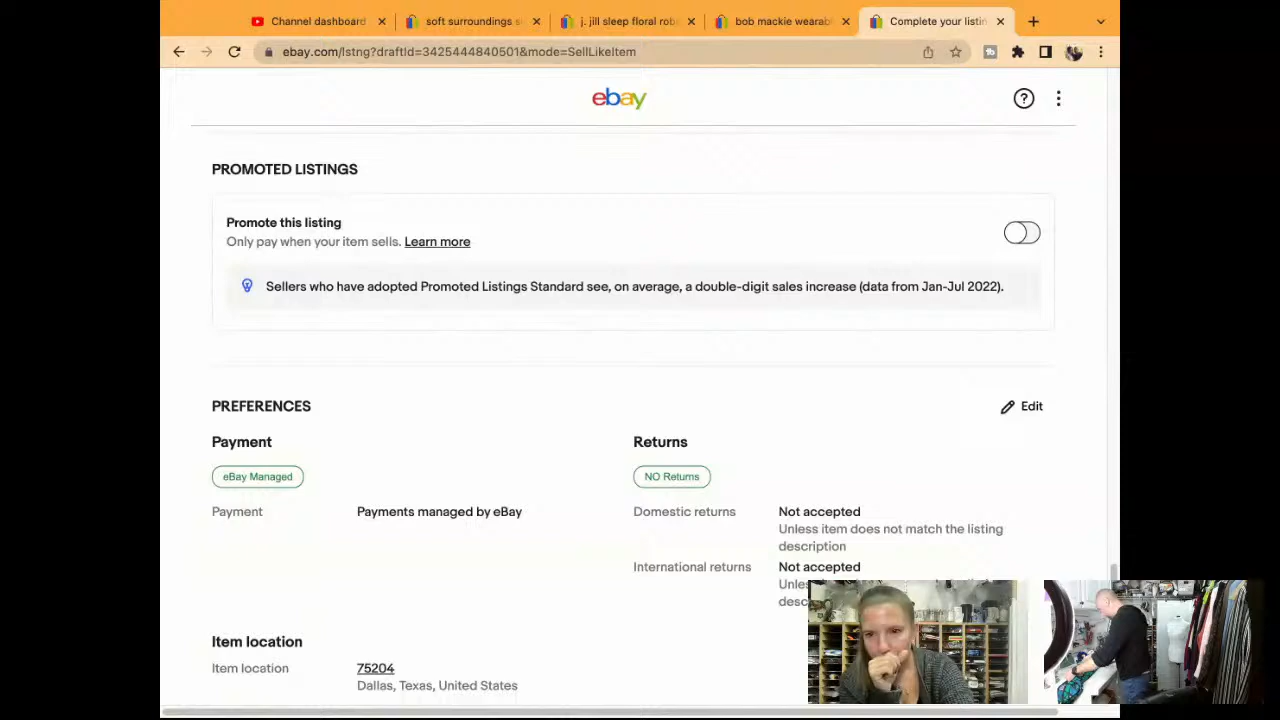 Channel dashboard
soft surroundings s
j. jill sleep floral rob
bob mackie wearab
Complete your listin
ebay.com/lstng?draftId=3425444840501&mode=SellLikeItem
ebay
PROMOTED LISTINGS
Promote this listing
Only pay when your item sells. Learn more
Sellers who have adopted Promoted Listings Standard see, on average, a double-digit sales increase (data from Jan-Jul 2022).
PREFERENCES
Edit
Payment
eBay Managed
Payment Payments managed by eBay
Returns
NO Returns
Domestic returns Not accepted
Unless item does not match the listing
description
International returns Not accepted
Item location
Item location 75204
Dallas, Texas, United States